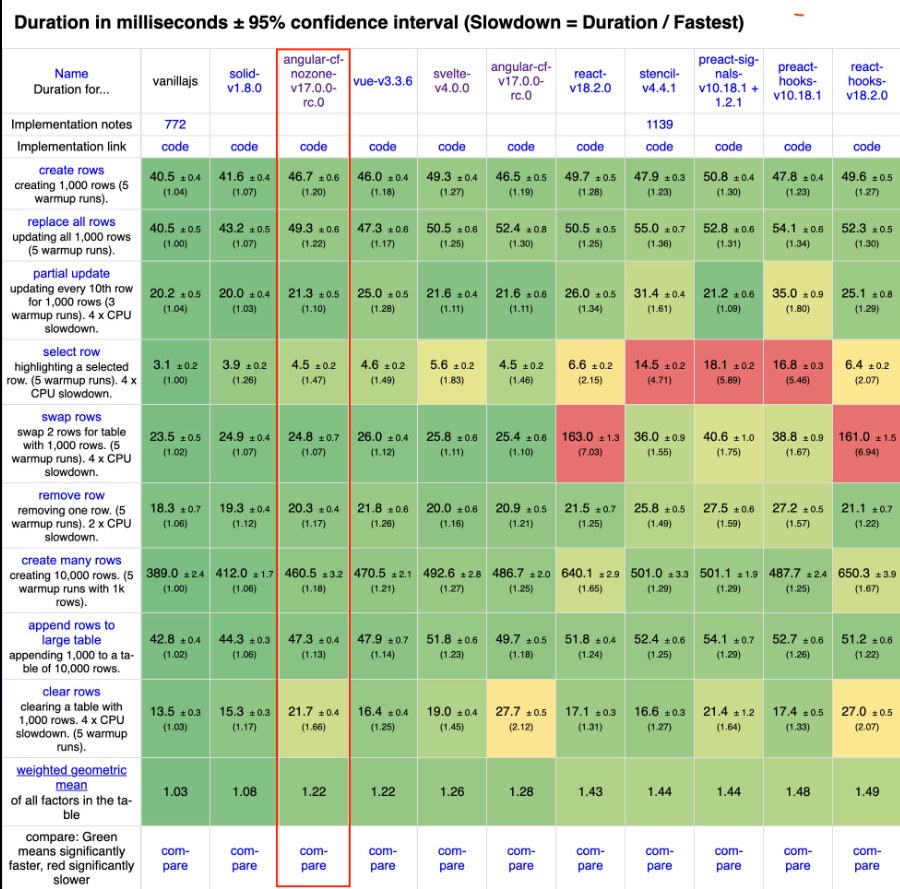 Duration in milliseconds ± 95% confidence interval (Slowdown = Duration / Fastest)
Name
Duration for...
vanillajs
solid-
v1.8.0
angular-cf-
nozone-
v17.0.0-
rc.0
vue-v3.3.6
svelte-
v4.0.0
angular-cf-
v17.0.0-
rc.0
react-
v18.2.0
stencil-
v4.4.1
preact-sig-
nals-
v10.18.1 +
1.2.1
preact-
hooks-
v10.18.1
react-
hooks-
v18.2.0
Implementation notes
772
1139
Implementation link
code code code code code code code code code code code
create rows
creating 1,000 rows (5
warmup runs).
40.5 ± 0.4 41.6 ± 0.4 46.7 ± 0.6 46.0 ± 0.4 49.3 ± 0.4 46.5 ± 0.4 49.7 ± 0.5 47.9 ± 0.3 50.8 ± 0.4 47.8 ± 0.4 49.6 ± 0.5
(1.04) (1.07) (1.20) (1.18) (1.27) (1.19) (1.28) (1.23) (1.30) (1.23) (1.27)
replace all rows
updating all 1,000 rows
(5 warmup runs).
40.5 ± 0.5 43.2 ± 0.5 49.3 ± 0.6 47.3 ± 0.6 50.5 ± 0.6 52.4 ± 0.8 50.5 ± 0.5 55.0 ± 0.7 52.8 ± 0.6 54.1 ± 0.6 52.3 ± 0.5
(1.00) (1.07) (1.22) (1.17) (1.25) (1.30) (1.25) (1.36) (1.31) (1.34) (1.30)
partial update
updating every 10th row
for 1,000 rows (3
warmup runs). 4 x CPU
slowdown.
20.2 ± 0.5 20.0 ± 0.4 21.3 ± 0.5 25.0 ± 0.5 21.6 ± 0.4 21.6 ± 0.6 26.0 ± 0.5 31.4 ± 0.4 21.2 ± 0.6 35.0 ± 0.9 25.1 ± 0.8
(1.04) (1.03) (1.10) (1.28) (1.11) (1.11) (1.34) (1.61) (1.09) (1.80) (1.29)
select row
highlighting a selected
row. (5 warmup runs). 4 x
CPU slowdown.
3.1 ± 0.2 3.9 ± 0.2 4.5 ± 0.2 4.6 ± 0.2 5.6 ± 0.2 4.5 ± 0.2 6.6 ± 0.2 14.5 ± 0.2 18.1 ± 0.2 16.8 ± 0.3 6.4 ± 0.2
(1.00) (1.26) (1.47) (1.49) (1.83) (1.46) (2.15) (4.71) (5.89) (5.46) (2.07)
swap rows
swap 2 rows for table
with 1,000 rows. (5
warmup runs). 4 x CPU
slowdown.
23.5 ± 0.5 24.9 ± 0.4 24.8 ± 0.7 26.0 ± 0.4 25.8 ± 0.6 25.4 ± 0.6 163.0 ± 1.3 36.0 ± 0.9 40.6 ± 1.0 38.8 ± 0.9 161.0 ± 1.5
(1.02) (1.07) (1.07) (1.12) (1.11) (1.10) (7.03) (1.55) (1.75) (1.67) (6.94)
remove row
removing one row. (5
warmup runs). 2 x CPU
slowdown.
18.3 ± 0.7 19.3 ± 0.4 20.3 ± 0.4 21.8 ± 0.6 20.0 ± 0.6 20.9 ± 0.5 21.5 ± 0.7 25.8 ± 0.5 27.5 ± 0.6 27.2 ± 0.5 21.1 ± 0.7
(1.06) (1.12) (1.17) (1.26) (1.16) (1.21) (1.25) (1.49) (1.59) (1.57) (1.22)
create many rows
creating 10,000 rows. (5
warmup runs with 1k
rows).
389.0 ± 2.4 412.0 ± 1.7 460.5 ± 3.2 470.5 ± 2.1 492.6 ± 2.8 486.7 ± 2.0 640.1 ± 2.9 501.0 ± 3.3 501.1 ± 1.9 487.7 ± 2.4 650.3 ± 3.9
(1.00) (1.06) (1.18) (1.21) (1.27) (1.25) (1.65) (1.29) (1.29) (1.25) (1.67)
append rows to
large table
appending 1,000 to a ta-
ble of 10,000 rows.
42.8 ± 0.4 44.3 ± 0.3 47.3 ± 0.4 47.9 ± 0.7 51.8 ± 0.6 49.7 ± 0.5 51.8 ± 0.4 52.4 ± 0.6 54.1 ± 0.7 52.7 ± 0.6 51.2 ± 0.6
(1.02) (1.06) (1.13) (1.14) (1.23) (1.18) (1.24) (1.25) (1.29) (1.26) (1.22)
clear rows
clearing a table with
1,000 rows. 4 x CPU
slowdown. (5 warmup
runs).
13.5 ± 0.3 15.3 ± 0.3 21.7 ± 0.4 16.4 ± 0.4 19.0 ± 0.4 27.7 ± 0.5 17.1 ± 0.3 16.6 ± 0.3 21.4 ± 1.2 17.4 ± 0.5 27.0 ± 0.5
(1.03) (1.17) (1.66) (1.25) (1.45) (2.12) (1.31) (1.27) (1.64) (1.33) (2.07)
weighted geometric
mean
of all factors in the ta-
ble
1.03 1.08 1.22 1.22 1.26 1.28 1.43 1.44 1.44 1.48 1.49
compare: Green
means significantly
faster, red significantly
slower
com- com- com- com- com- com- com- com- com- com- com-
pare pare pare pare pare pare pare pare pare pare pare